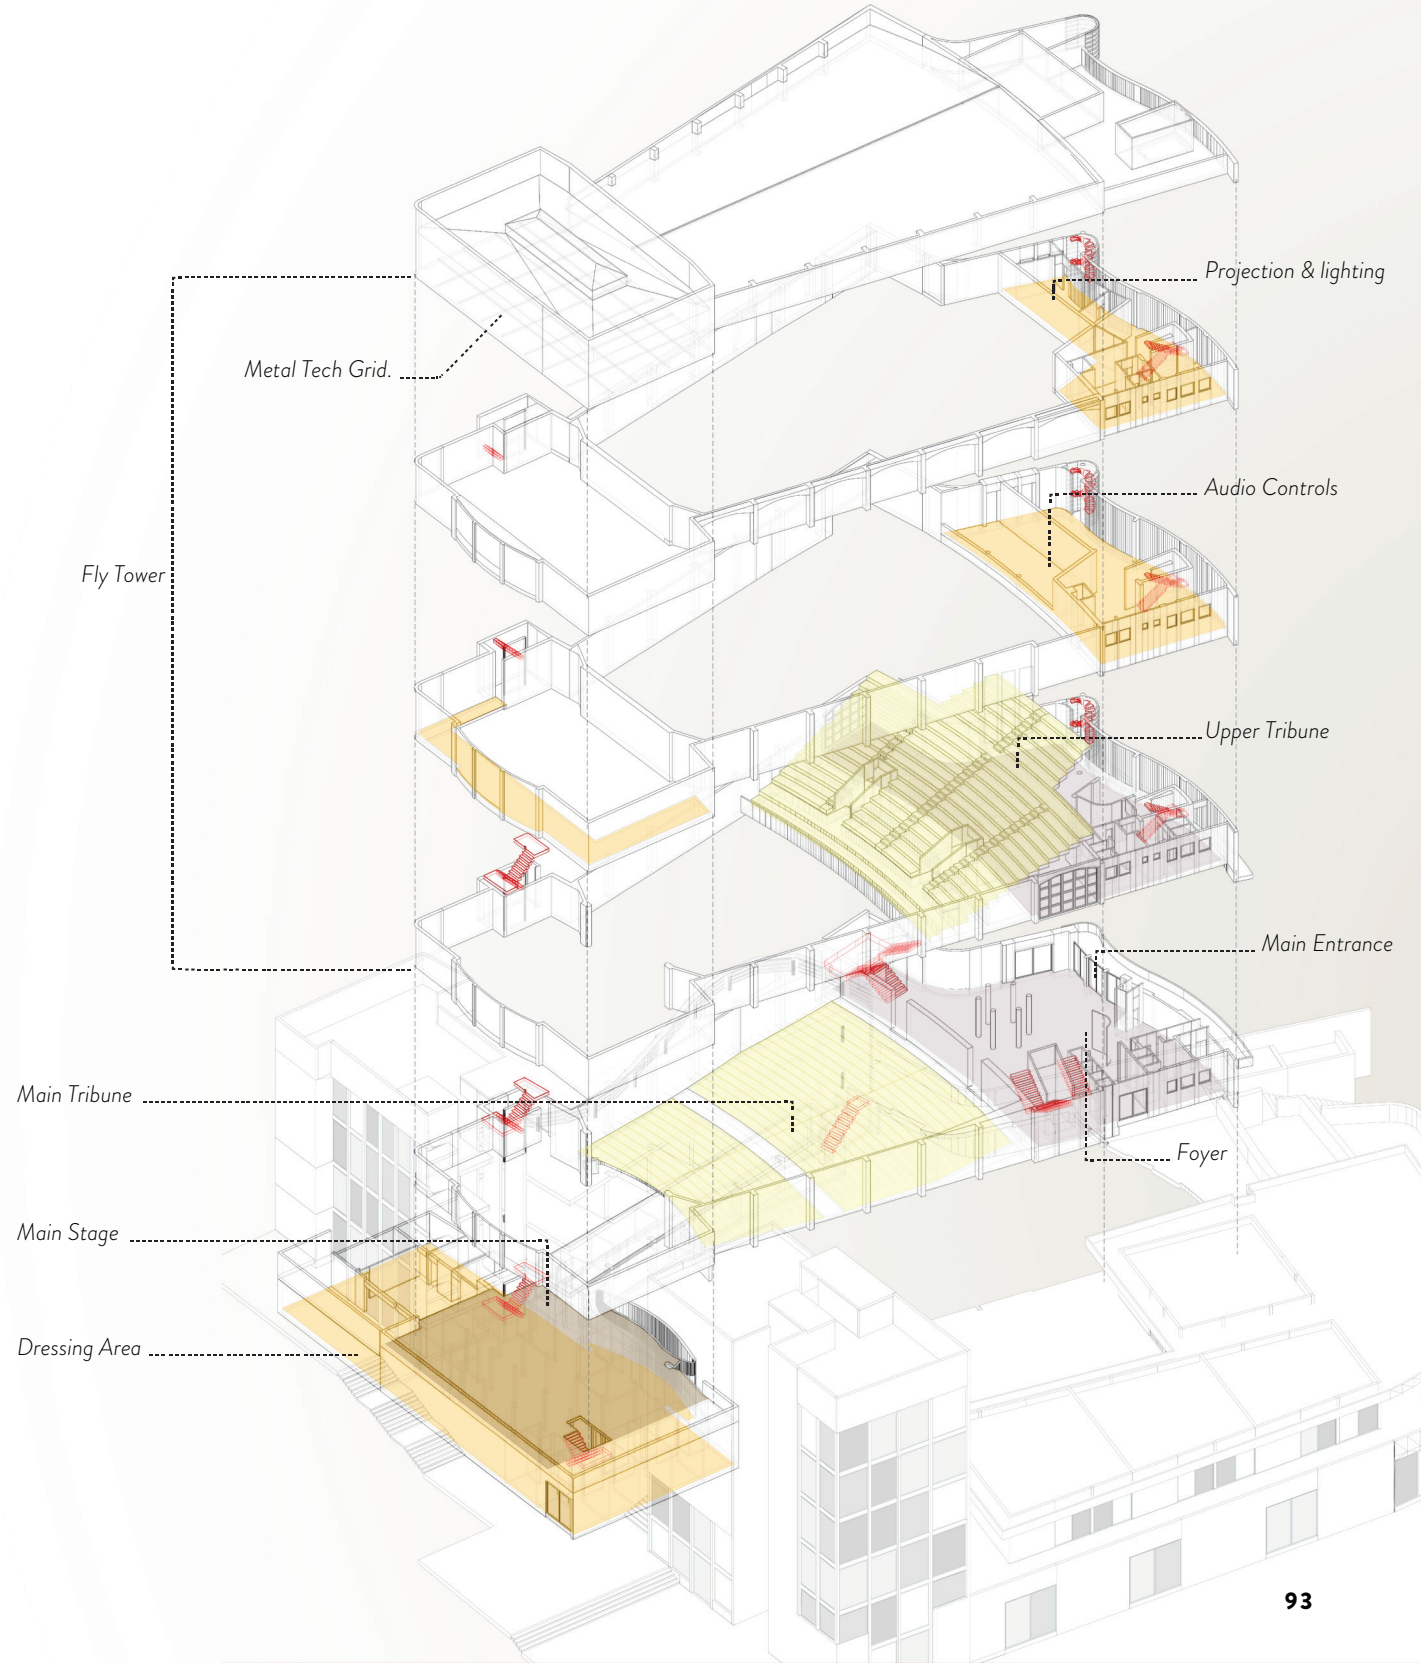 Projection & lighting
Metal Tech Grid.
Audio Controls
Fly Tower
Upper Tribune
Main Entrance
Main Tribune
Foyer
Main Stage
Dressing Area
93